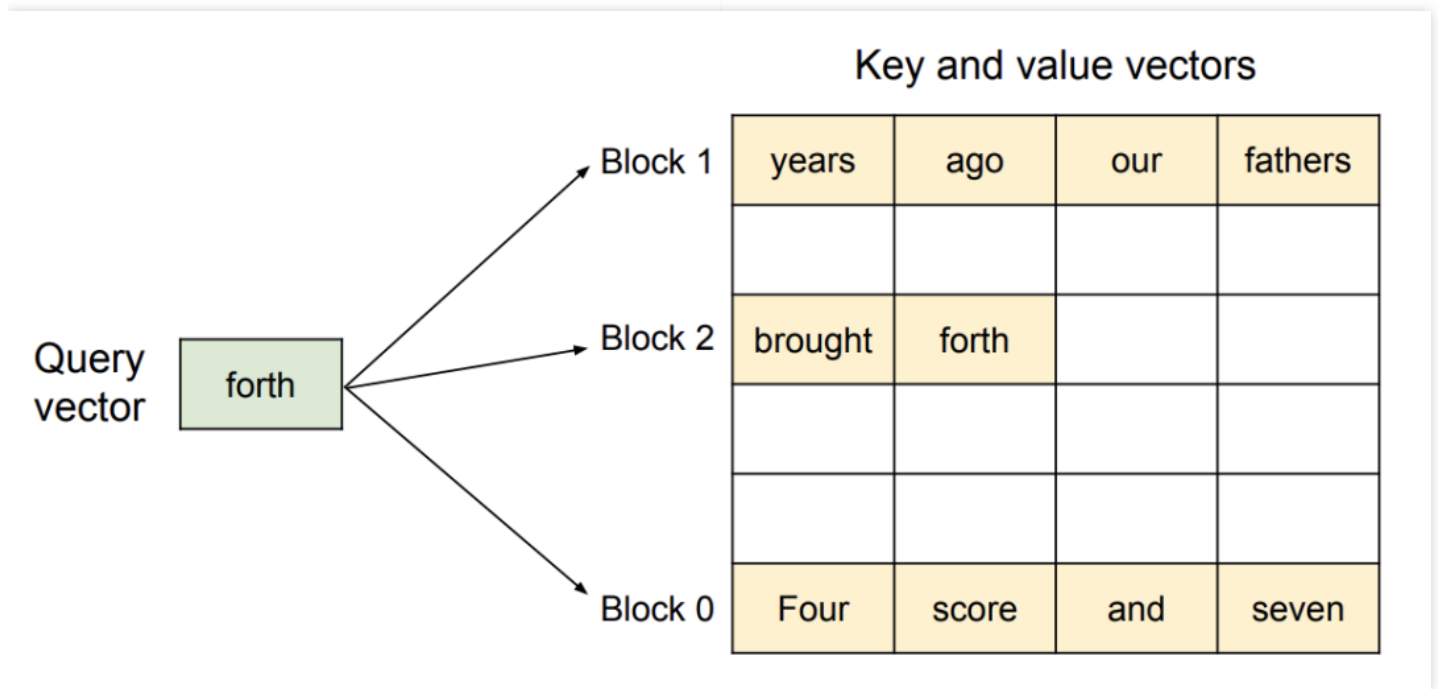 Key and value vectors
Block 1 years ago our fathers
Query
vector
forth
Block 2 brought forth
Block 0 Four score and seven